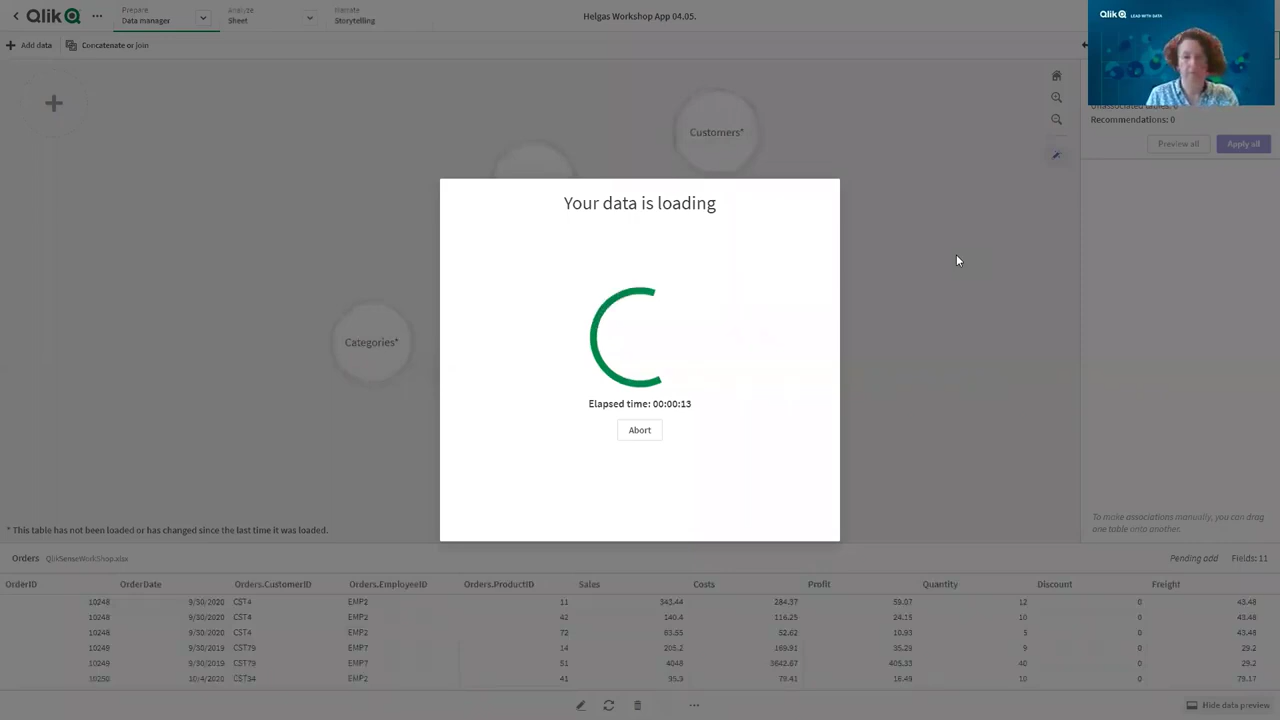 Qlik
Prepare
Data manager
Analyze
Sheet
Narrate
Storytelling
Helgas Workshop App 04.05.
Qlik LEAD WITH DATA
Add data
Concatenate or join
Customers*
Unassociated tables: 0
Recommendations: 0
Preview all
Apply all
Your data is loading
Categories*
Elapsed time: 00:00:13
Abort
* This table has not been loaded or has changed since the last time it was loaded.
To make associations manually, you can drag
one table onto another.
Orders QlikSenseWorkShop.xlsx Pending add Fields: 11
OrderID OrderDate Orders.CustomerID Orders.EmployeeID Orders.ProductID Sales Costs Profit Quantity Discount Freight
10248 9/30/2020 CST4 EMP2 11 343.44 284.37 59.07 12 0 43.48
10248 9/30/2020 CST4 EMP2 42 140.4 116.25 24.15 10 0 43.48
10248 9/30/2020 CST4 EMP2 72 63.55 52.62 10.93 5 0 43.48
10249 9/30/2019 CST79 EMP7 14 205.2 169.91 35.29 9 0 29.2
10249 9/30/2019 CST79 EMP7 51 4048 3642.67 405.33 40 0 29.2
10250 10/4/2020 CST34 EMP2 41 95.9 79.41 16.49 10 0 79.17
Hide data preview